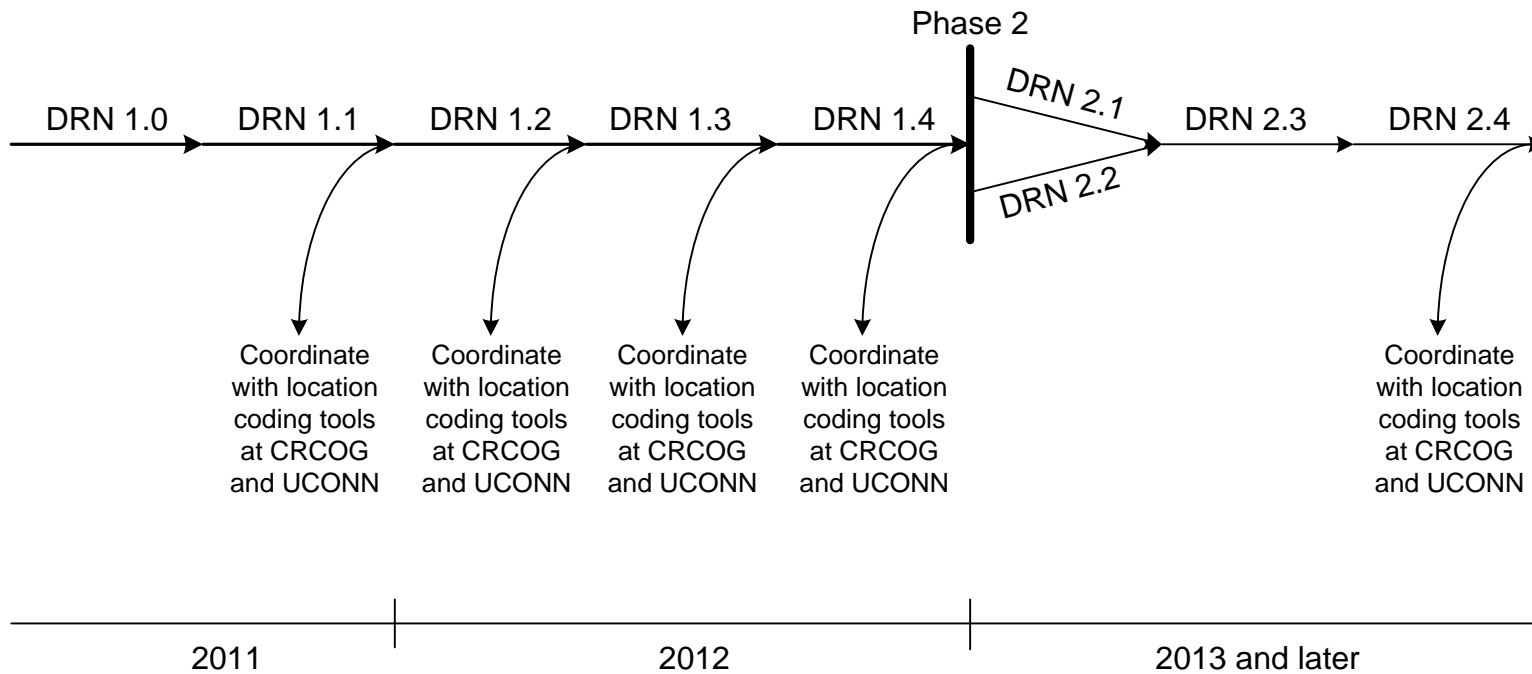 Phase 2
DRN 1.0
DRN 1.1
DRN 1.2
DRN 1.3
DRN 1.4
DRN 2.1
DRN 2.2
DRN 2.3
DRN 2.4
Coordinate
with location
coding tools
at CRCOG
and UCONN
Coordinate
with location
coding tools
at CRCOG
and UCONN
Coordinate
with location
coding tools
at CRCOG
and UCONN
Coordinate
with location
coding tools
at CRCOG
and UCONN
Coordinate
with location
coding tools
at CRCOG
and UCONN
2011
2012
2013 and later